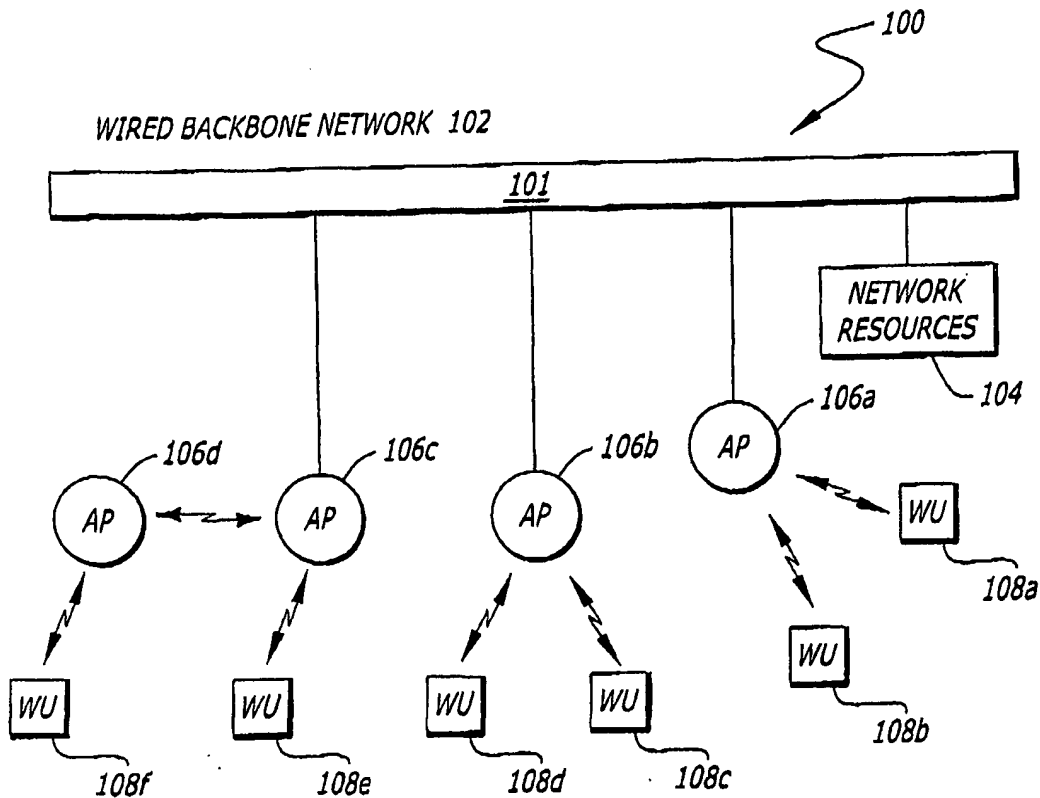 100
WIRED BACKBONE NETWORK 102
101
NETWORK
RESOURCES
104
106a
AP
106d
106c
106b
AP
AP
AP
WU
108a
WU
108b
WU
WU
WU
WU
108f
108e
108d
108c